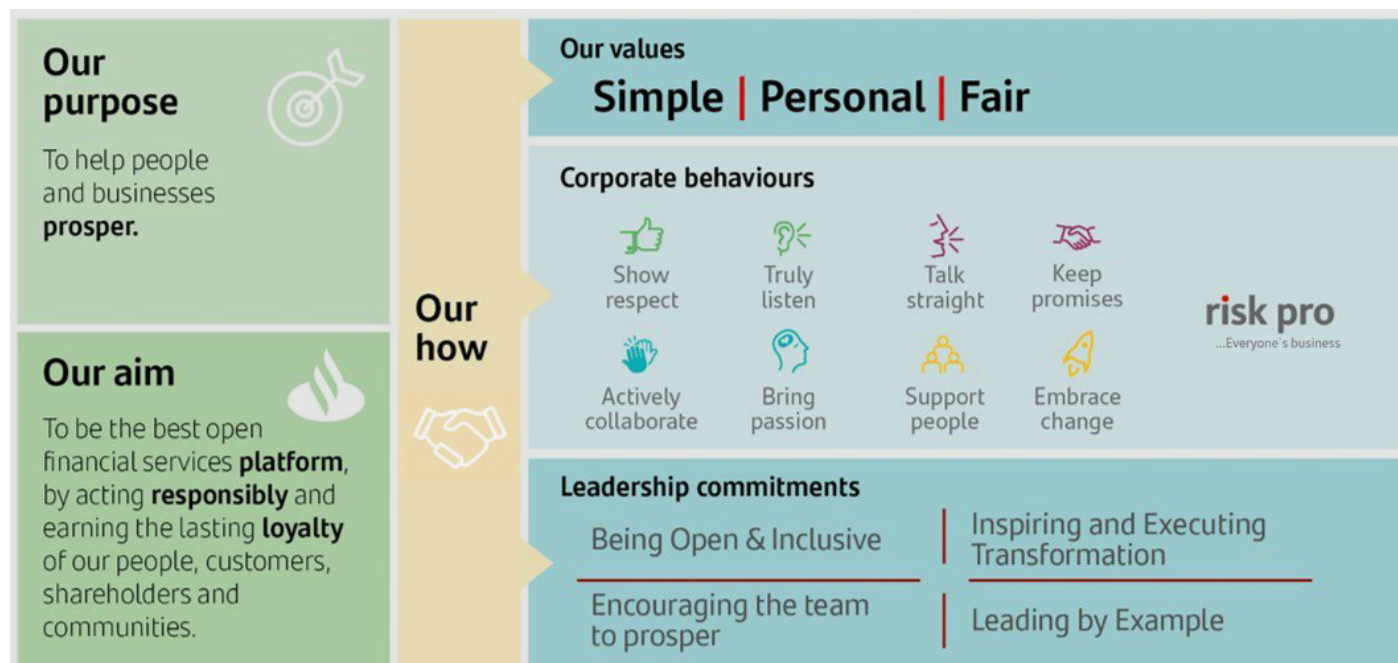 Our
purpose
To help people
and businesses
prosper.
Our aim
To be the best open
financial services platform,
by acting responsibly and
earning the lasting loyalty
of our people, customers,
shareholders and
communities.
Our
how
Our values
Simple | Personal | Fair
Corporate behaviours
Show
respect
Truly
listen
Talk
straight
Keep
promises
Actively
collaborate
Bring
passion
Support
people
Embrace
change
risk pro
...Everyone's business
Leadership commitments
Being Open & Inclusive
Inspiring and Executing
Transformation
Encouraging the team
to prosper
Leading by Example